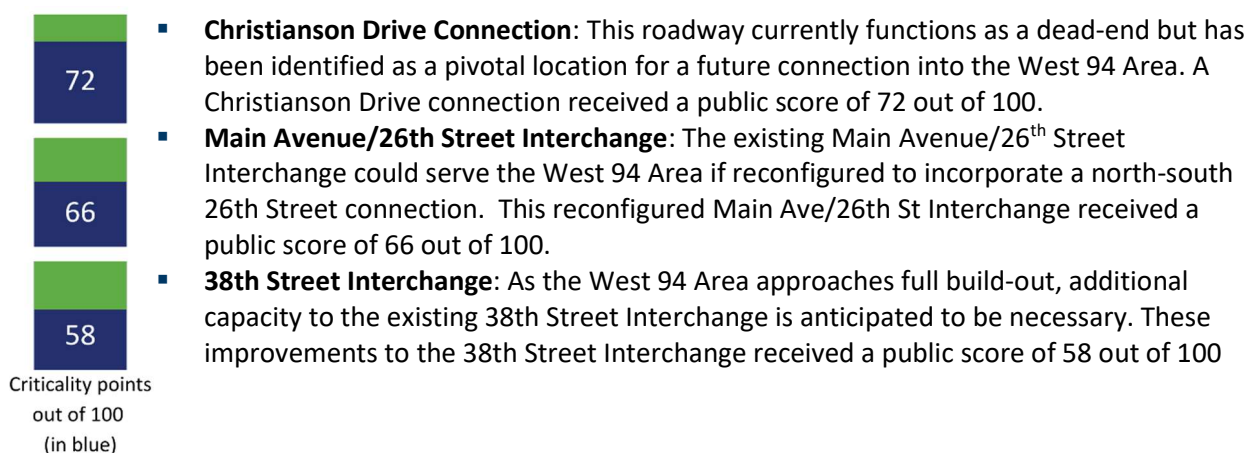 72
▪ Christianson Drive Connection: This roadway currently functions as a dead-end but has
been identified as a pivotal location for a future connection into the West 94 Area. A
Christianson Drive connection received a public score of 72 out of 100.
66
▪ Main Avenue/26th Street Interchange: The existing Main Avenue/26th Street
Interchange could serve the West 94 Area if reconfigured to incorporate a north-south
26th Street connection.  This reconfigured Main Ave/26th St Interchange received a
public score of 66 out of 100.
58
▪ 38th Street Interchange: As the West 94 Area approaches full build-out, additional
capacity to the existing 38th Street Interchange is anticipated to be necessary. These
improvements to the 38th Street Interchange received a public score of 58 out of 100
Criticality points
out of 100
(in blue)